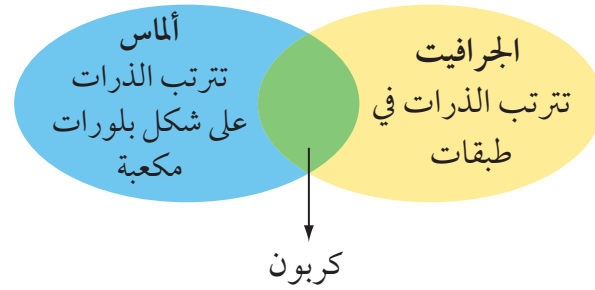 الجرافيت
تترتب الذرات في
طبقات
ألماس
تترتب الذرات
على شكل بلورات
مكعبة
كربون